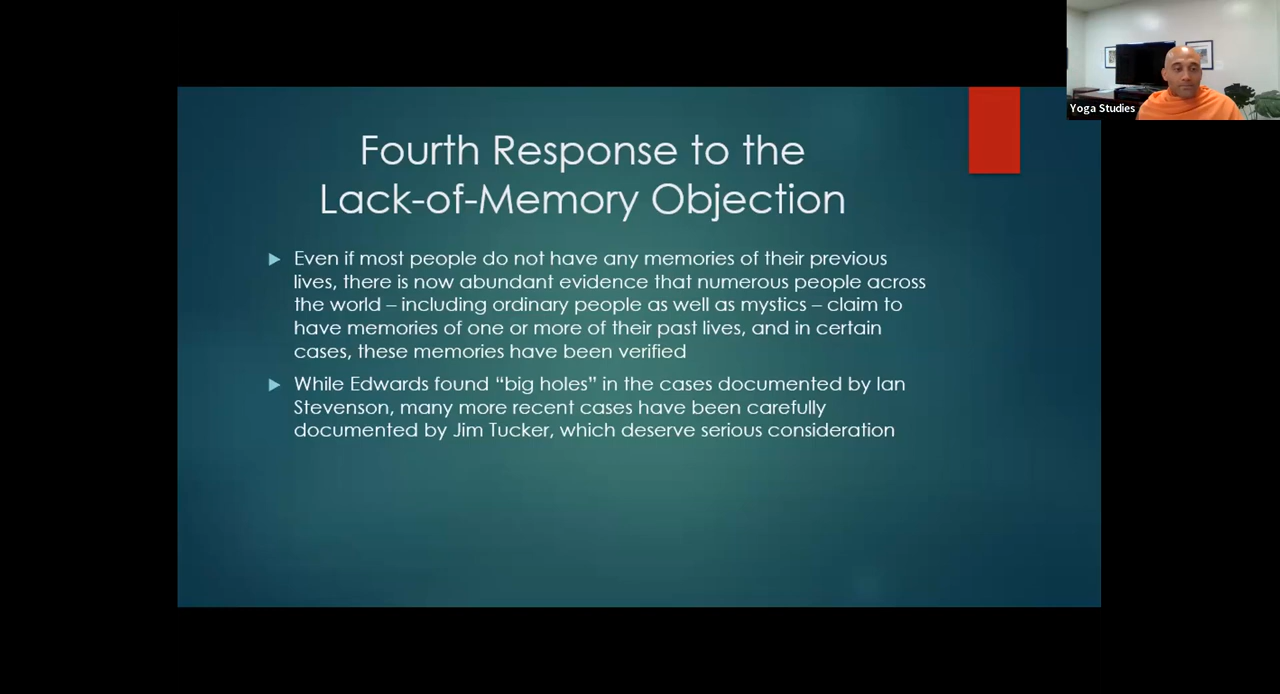 Fourth Response to the
Lack-of-Memory Objection
Even if most people do not have any memories of their previous
lives, there is now abundant evidence that numerous people across
the world – including ordinary people as well as mystics – claim to
have memories of one or more of their past lives, and in certain
cases, these memories have been verified
While Edwards found “big holes” in the cases documented by Ian
Stevenson, many more recent cases have been carefully
documented by Jim Tucker, which deserve serious consideration
Yoga Studies